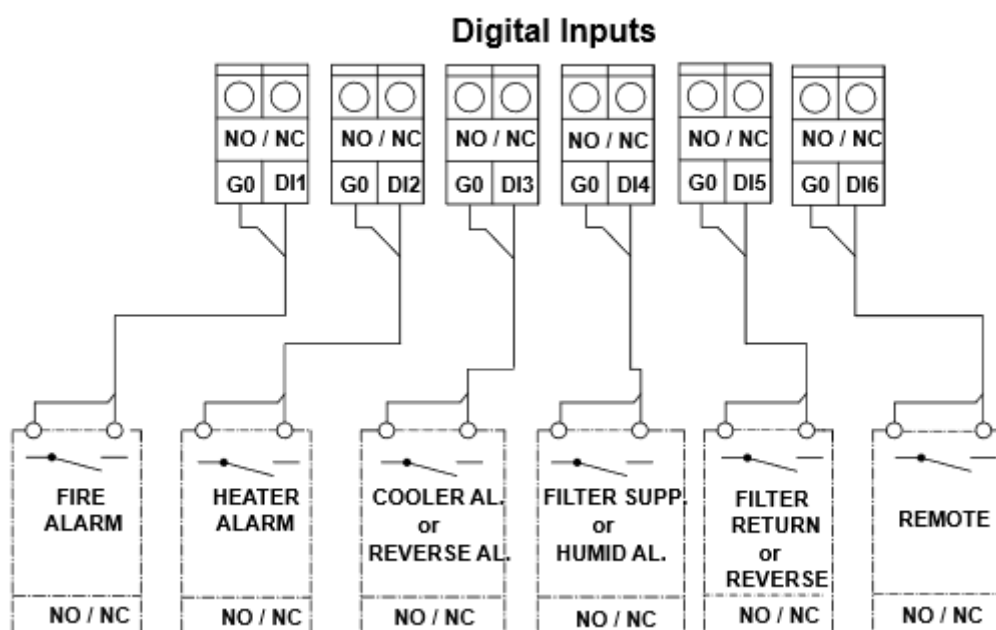 Digital Inputs
NO / NC NO / NC NO / NC NO / NC NO / NC NO / NC
G0 DI1 G0 DI2 G0 DI3 G0 DI4 G0 DI5 G0 DI6
FIRE
ALARM
NO / NC
HEATER
ALARM
NO / NC
COOLER AL.
or
REVERSE AL.
NO / NC
FILTER SUPP.
or
HUMID AL.
NO / NC
FILTER
RETURN
or
REVERSE
NO / NC
REMOTE
NO / NC